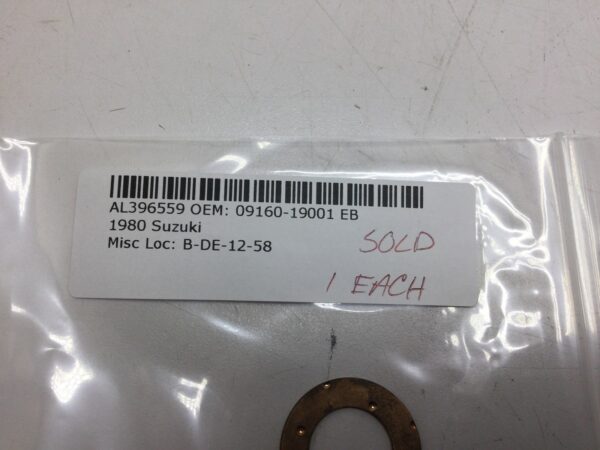 AL396559 OEM: 09160-19001 EB
1980 Suzuki
Misc Loc: B-DE-12-58
SOLD
1 EACH